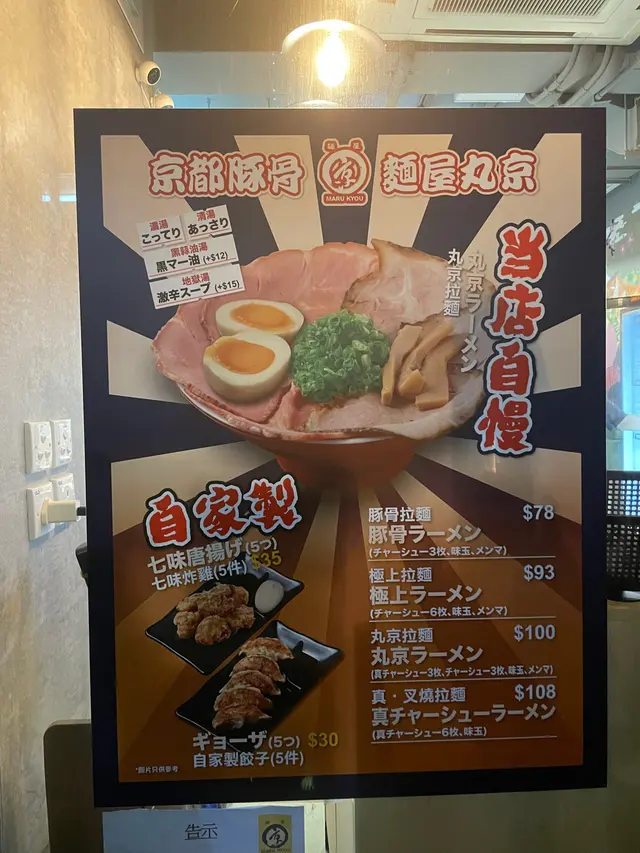 京都豚骨 麺屋 京 MARU KYOU 麵屋丸京
濃湯 こってり
清湯 あっさり
黒蒜油湯
黒マー油 (+$12)
地獄湯
激辛スープ (+$15)
丸京ラーメン
丸京拉麵
当店自慢
自家製
七味唐揚げ(5つ)
七味炸雞(5件) $35
ギョーザ(5つ) $30
自家製餃子(5件)
*圖片只供參考
豚骨拉麵 $78
豚骨ラーメン
(チャーシュー3枚、味玉、メンマ)
極上拉麵 $93
極上ラーメン
(チャーシュー6枚、味玉、メンマ)
丸京拉麵 $100
丸京ラーメン
(真チャーシュー3枚、チャーシュー3枚、味玉、メンマ)
真・叉燒拉麵 $108
真チャーシューラーメン
(真チャーシュー6枚、味玉)
告示